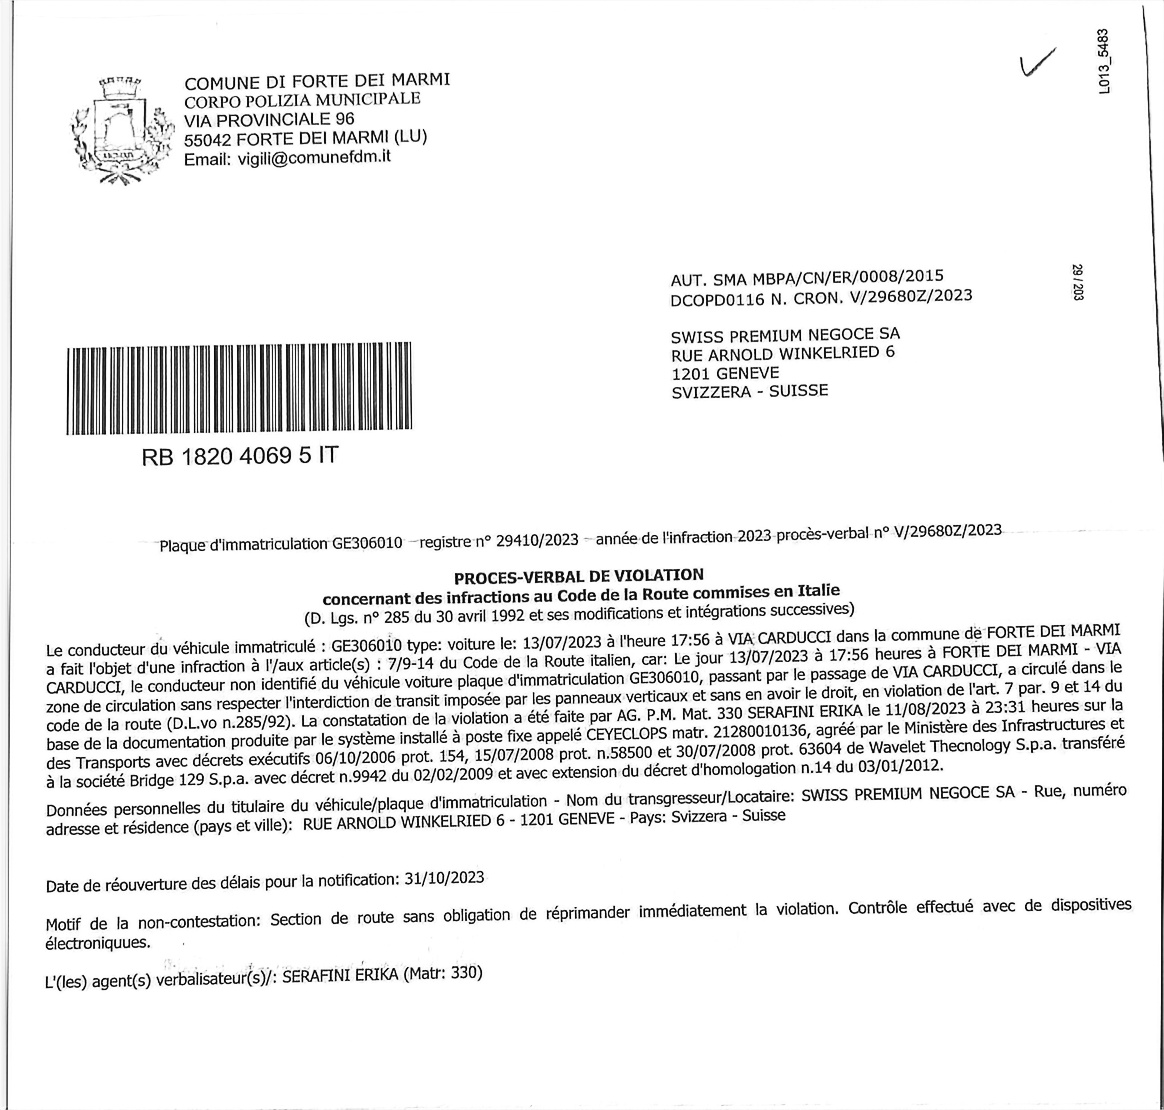 L013_5483
COMUNE DI FORTE DEI MARMI
CORPO POLIZIA MUNICIPALE
VIA PROVINCIALE 96
55042 FORTE DEI MARMI (LU)
Email: vigili@comunefdm.it
29 / 203
AUT. SMA MBPA/CN/ER/0008/2015
DCOPD0116 N. CRON. V/29680Z/2023
SWISS PREMIUM NEGOCE SA
RUE ARNOLD WINKELRIED 6
1201 GENEVE
SVIZZERA - SUISSE
RB 1820 4069 5 IT
Plaque d'immatriculation GE306010 - registre n° 29410/2023 - année de l'infraction 2023 procès-verbal n° V/29680Z/2023
PROCES-VERBAL DE VIOLATION
concernant des infractions au Code de la Route commises en Italie
(D. Lgs. n° 285 du 30 avril 1992 et ses modifications et intégrations successives)
Le conducteur du véhicule immatriculé : GE306010 type: voiture le: 13/07/2023 à l'heure 17:56 à VIA CARDUCCI dans la commune de FORTE DEI MARMI
a fait l'objet d'une infraction à l'/aux article(s) : 7/9-14 du Code de la Route italien, car: Le jour 13/07/2023 à 17:56 heures à FORTE DEI MARMI - VIA
CARDUCCI, le conducteur non identifié du véhicule voiture plaque d'immatriculation GE306010, passant par le passage de VIA CARDUCCI, a circulé dans le
zone de circulation sans respecter l'interdiction de transit imposée par les panneaux verticaux et sans en avoir le droit, en violation de l'art. 7 par. 9 et 14 du
code de la route (D.L.vo n.285/92). La constatation de la violation a été faite par AG. P.M. Mat. 330 SERAFINI ERIKA le 11/08/2023 à 23:31 heures sur la
base de la documentation produite par le système installé à poste fixe appelé CEYECLOPS matr. 21280010136, agréé par le Ministère des Infrastructures et
des Transports avec décrets exécutifs 06/10/2006 prot. 154, 15/07/2008 prot. n.58500 et 30/07/2008 prot. 63604 de Wavelet Thecnology S.p.a. transféré
à la société Bridge 129 S.p.a. avec décret n.9942 du 02/02/2009 et avec extension du décret d'homologation n.14 du 03/01/2012.
Données personnelles du titulaire du véhicule/plaque d'immatriculation - Nom du transgresseur/Locataire: SWISS PREMIUM NEGOCE SA - Rue, numéro
adresse et résidence (pays et ville): RUE ARNOLD WINKELRIED 6 - 1201 GENEVE - Pays: Svizzera - Suisse
Date de réouverture des délais pour la notification: 31/10/2023
Motif de la non-contestation: Section de route sans obligation de réprimander immédiatement la violation. Contrôle effectué avec de dispositives
électroniquues.
L'(les) agent(s) verbalisateur(s)/: SERAFINI ERIKA (Matr: 330)